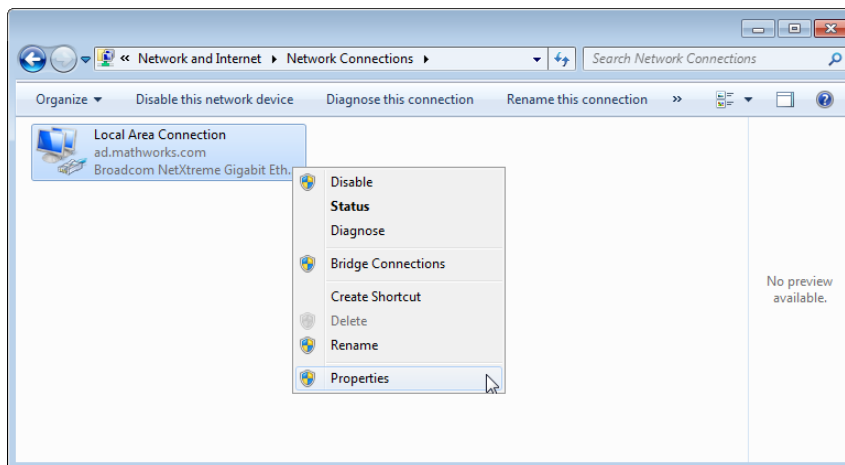 « Network and Internet ▸ Network Connections ▸
Search Network Connections
Organize ▾ Disable this network device Diagnose this connection Rename this connection »
Local Area Connection
ad.mathworks.com
Broadcom NetXtreme Gigabit Eth...
Disable
Status
Diagnose
Bridge Connections
Create Shortcut
Delete
Rename
Properties
No preview
available.